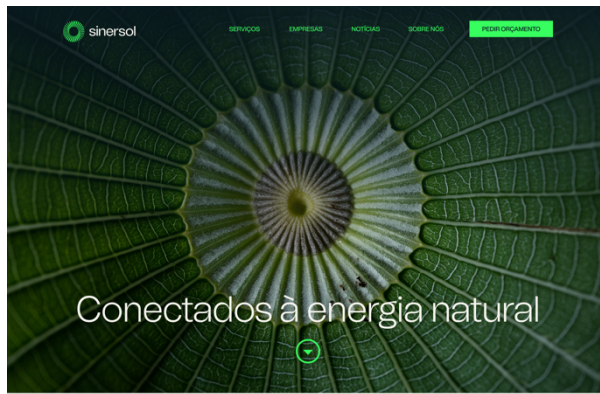 sinersol
SERVIÇOS EMPRESAS NOTÍCIAS SOBRE NÓS PEDIR ORÇAMENTO
Conectados à energia natural